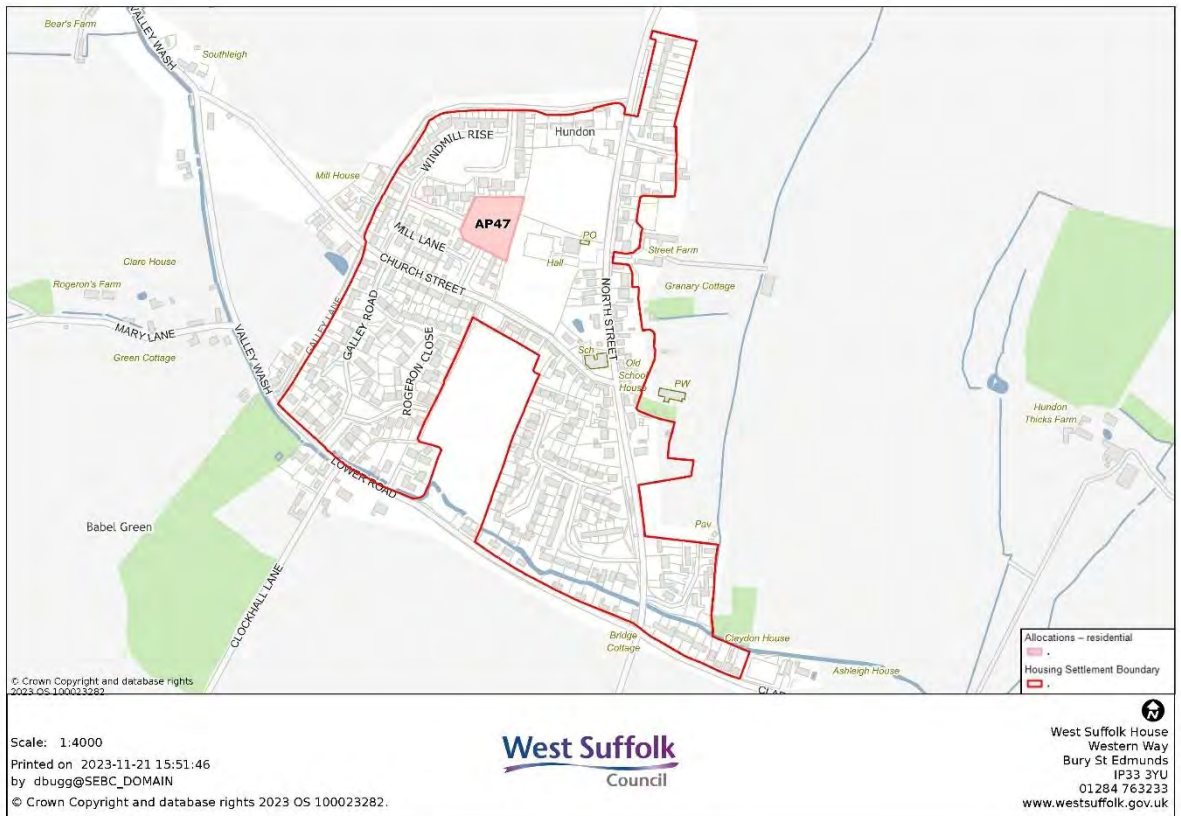 Bear's Farm
VALLEY WASH
Southleigh
Mill House
WINDMILL RISE
Hundon
AP47
MILL LANE
CHURCH STREET
PO
Hall
Street Farm
Granary Cottage
Clare House
Rogeron's Farm
MARY LANE
Green Cottage
VALLEY WASH
GALLEY LANE
GALLEY ROAD
ROGERON CLOSE
NORTH STREET
Sch
Old
School
House
PW
Hundon
Thicks Farm
LOWER ROAD
Babel Green
CLOCKHALL LANE
Pav
Bridge
Cottage
Claydon House
Ashleigh House
Allocations – residential
.
Housing Settlement Boundary
.
© Crown Copyright and database rights
2023 OS 100023282.
Scale: 1:4000
Printed on 2023-11-21 15:51:46
by dbugg@SEBC_DOMAIN
© Crown Copyright and database rights 2023 OS 100023282.
West Suffolk
Council
N
West Suffolk House
Western Way
Bury St Edmunds
IP33 3YU
01284 763233
www.westsuffolk.gov.uk